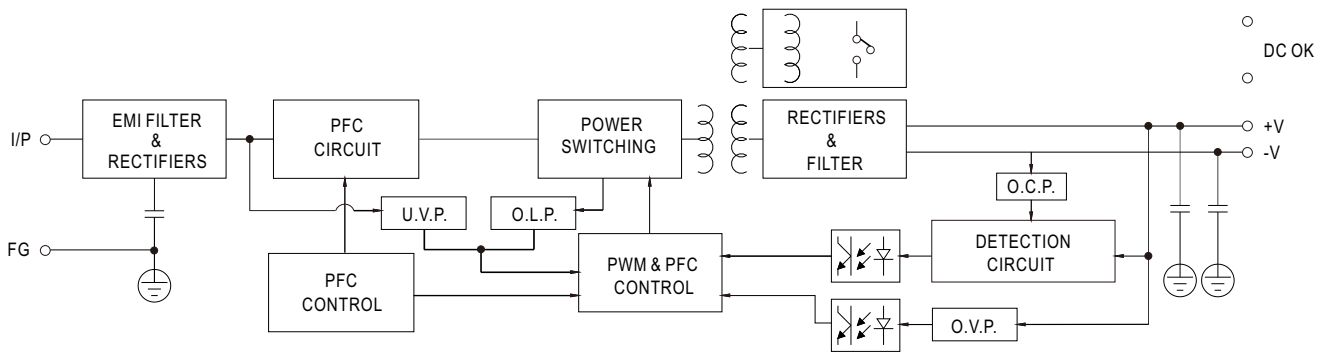 DC OK
I/P
EMI FILTER
&
RECTIFIERS
PFC
CIRCUIT
POWER
SWITCHING
RECTIFIERS
&
FILTER
+V
-V
U.V.P.
O.L.P.
O.C.P.
FG
PFC
CONTROL
PWM & PFC
CONTROL
DETECTION
CIRCUIT
O.V.P.